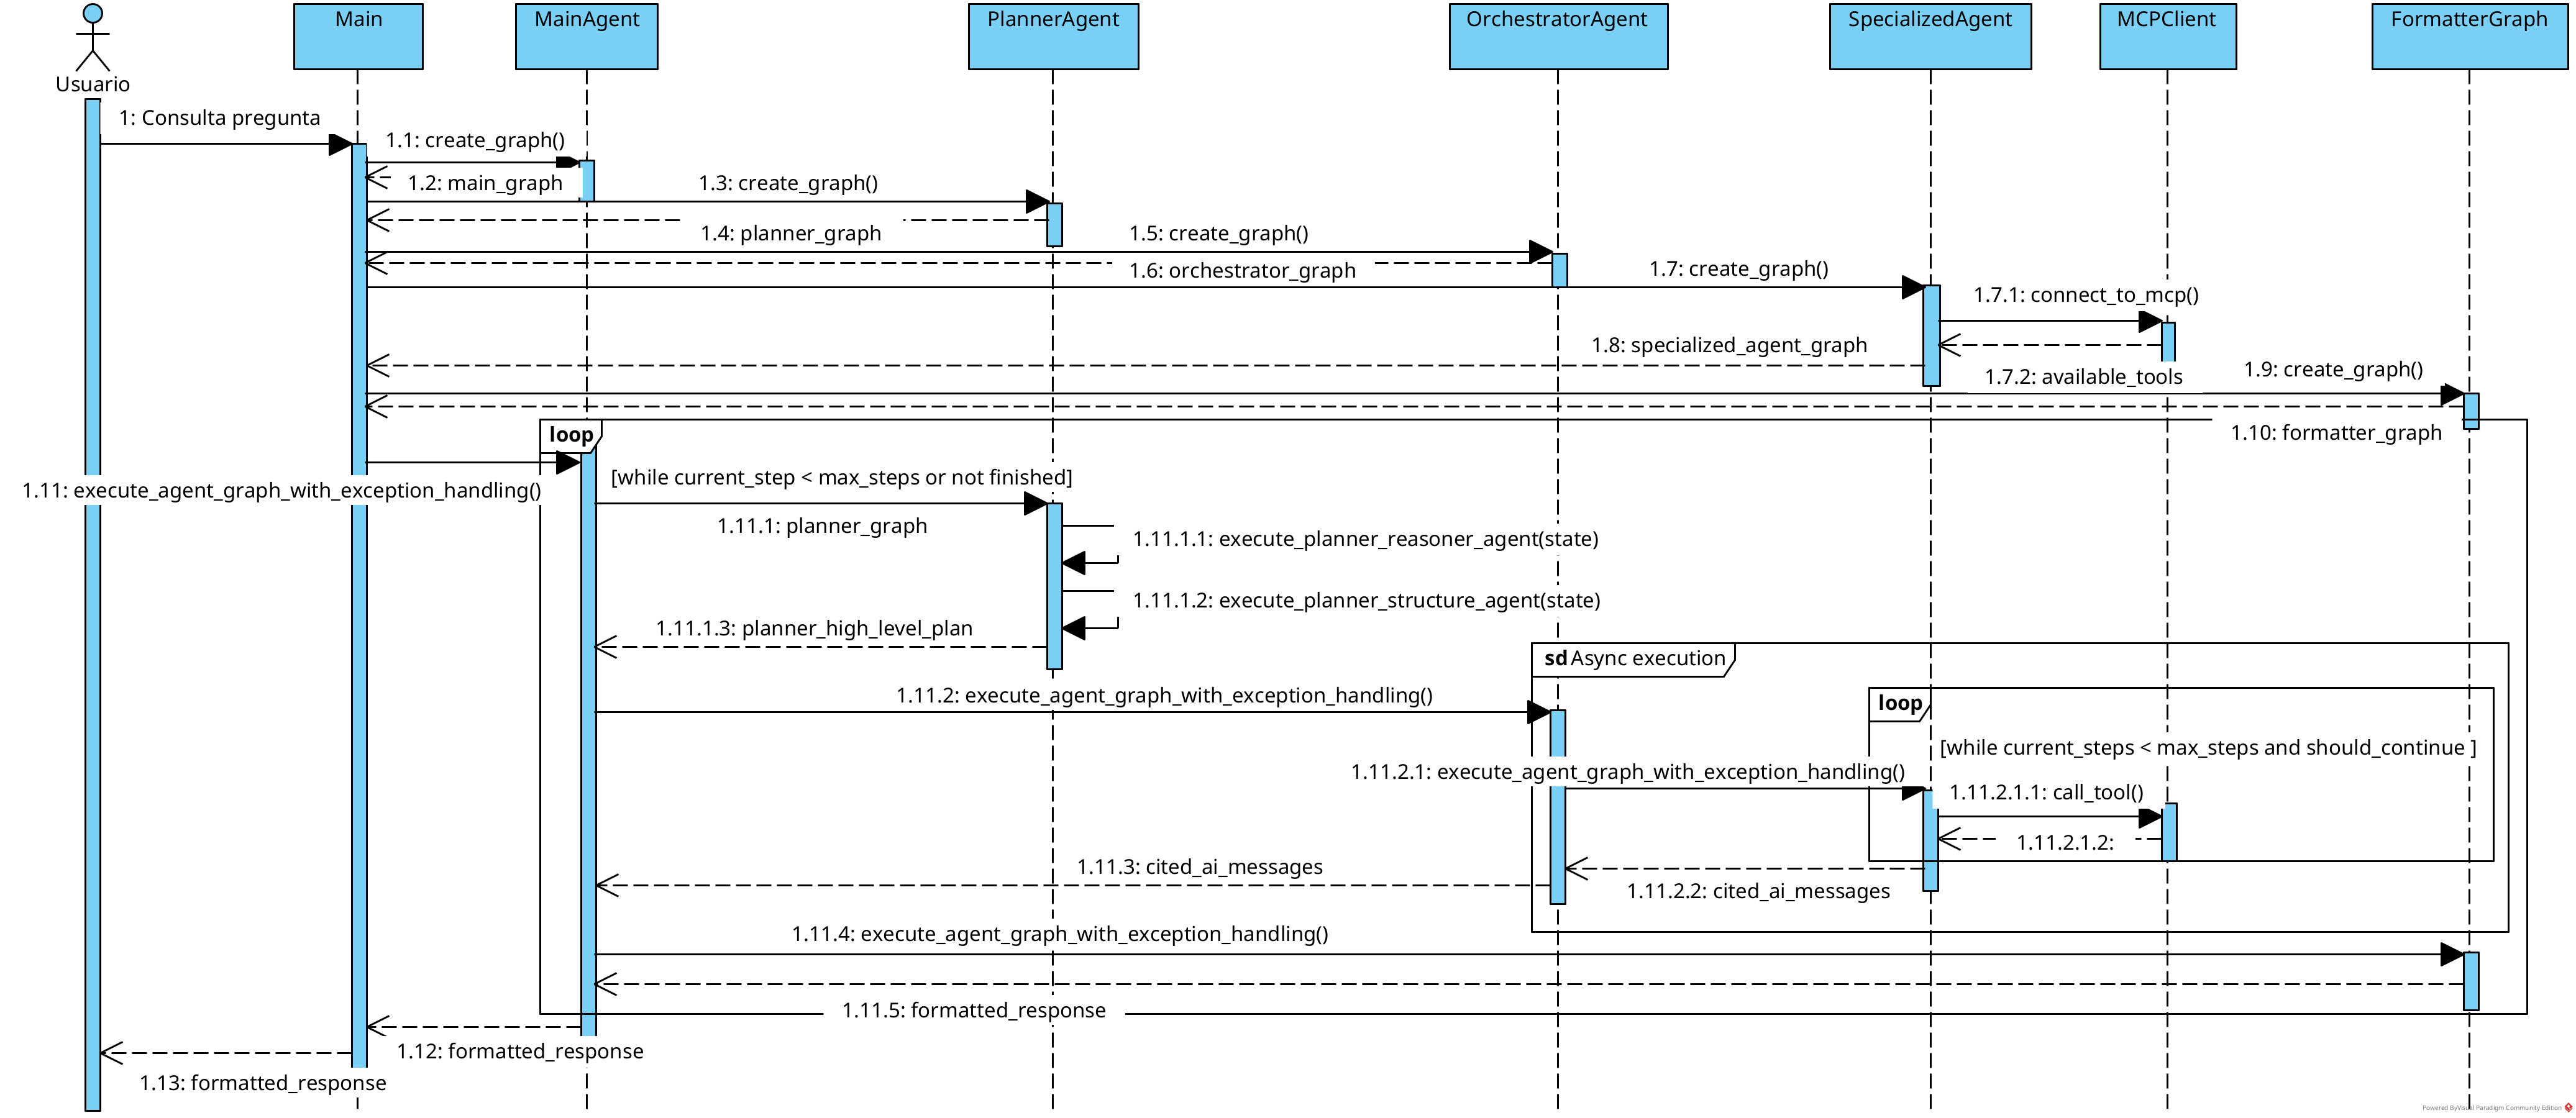 Usuario
Main
MainAgent
PlannerAgent
OrchestratorAgent
SpecializedAgent
MCPClient
FormatterGraph
1: Consulta pregunta
1.1: create_graph()
1.2: main_graph
1.3: create_graph()
1.4: planner_graph
1.5: create_graph()
1.6: orchestrator_graph
1.7: create_graph()
1.7.1: connect_to_mcp()
1.8: specialized_agent_graph
1.7.2: available_tools
1.9: create_graph()
1.10: formatter_graph
loop
[while current_step < max_steps or not finished]
1.11: execute_agent_graph_with_exception_handling()
1.11.1: planner_graph
1.11.1.1: execute_planner_reasoner_agent(state)
1.11.1.2: execute_planner_structure_agent(state)
1.11.1.3: planner_high_level_plan
sd Async execution
1.11.2: execute_agent_graph_with_exception_handling()
loop
[while current_steps < max_steps and should_continue ]
1.11.2.1: execute_agent_graph_with_exception_handling()
1.11.2.1.1: call_tool()
1.11.2.1.2:
1.11.3: cited_ai_messages
1.11.2.2: cited_ai_messages
1.11.4: execute_agent_graph_with_exception_handling()
1.11.5: formatted_response
1.12: formatted_response
1.13: formatted_response
Powered By Visual Paradigm Community Edition